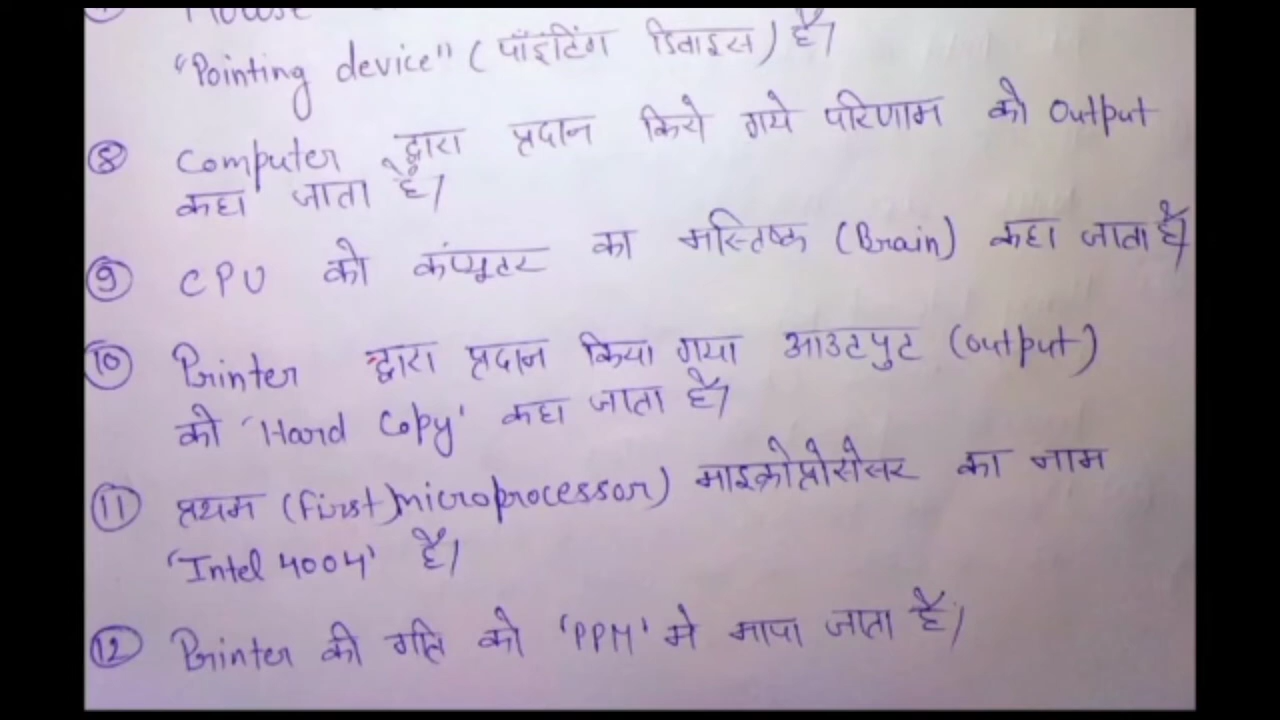 Mouse
"Pointing device" (पॉइंटिंग डिवाइस) है।
⑧ Computer द्वारा प्रदान किये गये परिणाम को Output
कहा जाता है।
⑨ CPU को कंप्यूटर का मस्तिष्क (Brain) कहा जाता है।
⑩ Printer द्वारा प्रदान किया गया आउटपुट (output)
को 'Hard Copy' कहा जाता है।
⑪ प्रथम (first) microprocessor) माइक्रोप्रोसेसर का नाम
'Intel 4004' है।
⑫ Printer की गति को 'PPM' मे मापा जाता है।